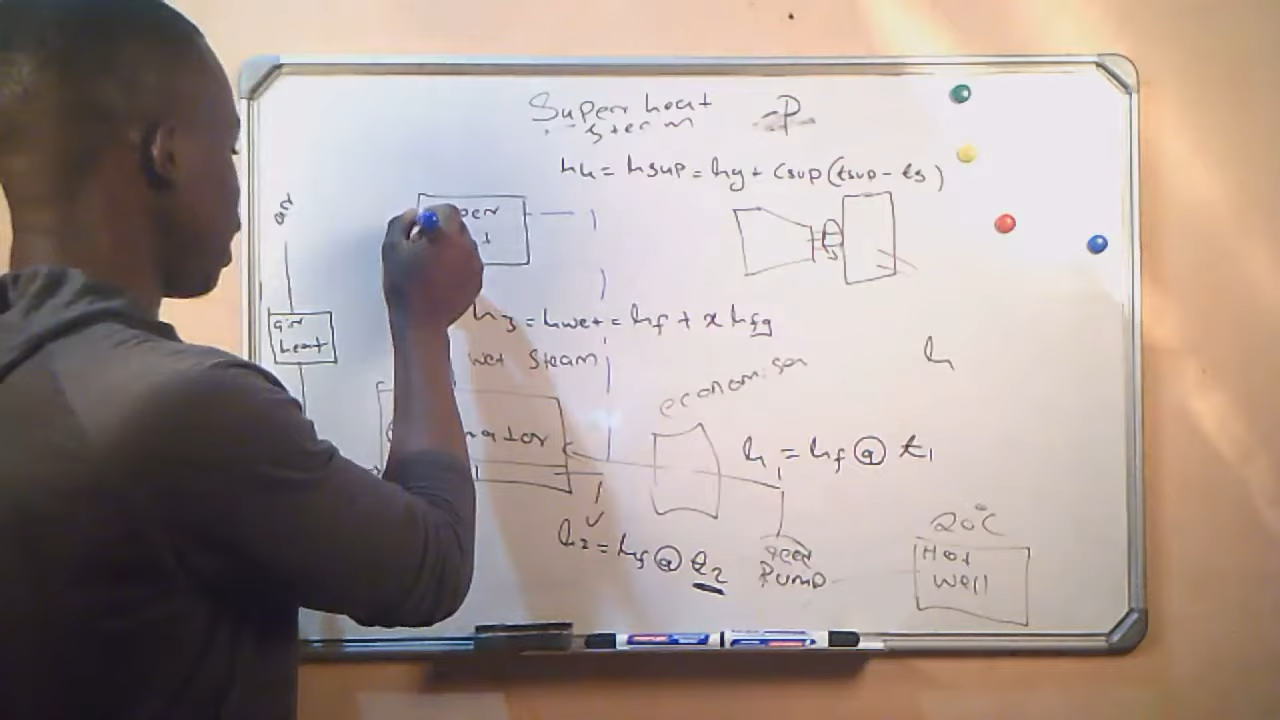 Super heat
steam
P
h4 = hsup = hg + Csup(tsup - ts)
air
air
heat
h3 = hwet = hf + x hfg
Wet Steam
economiser
h
h1 = hf @ t1
20°C
Hot
Well
h2 = hf @ t2
feed
Pump